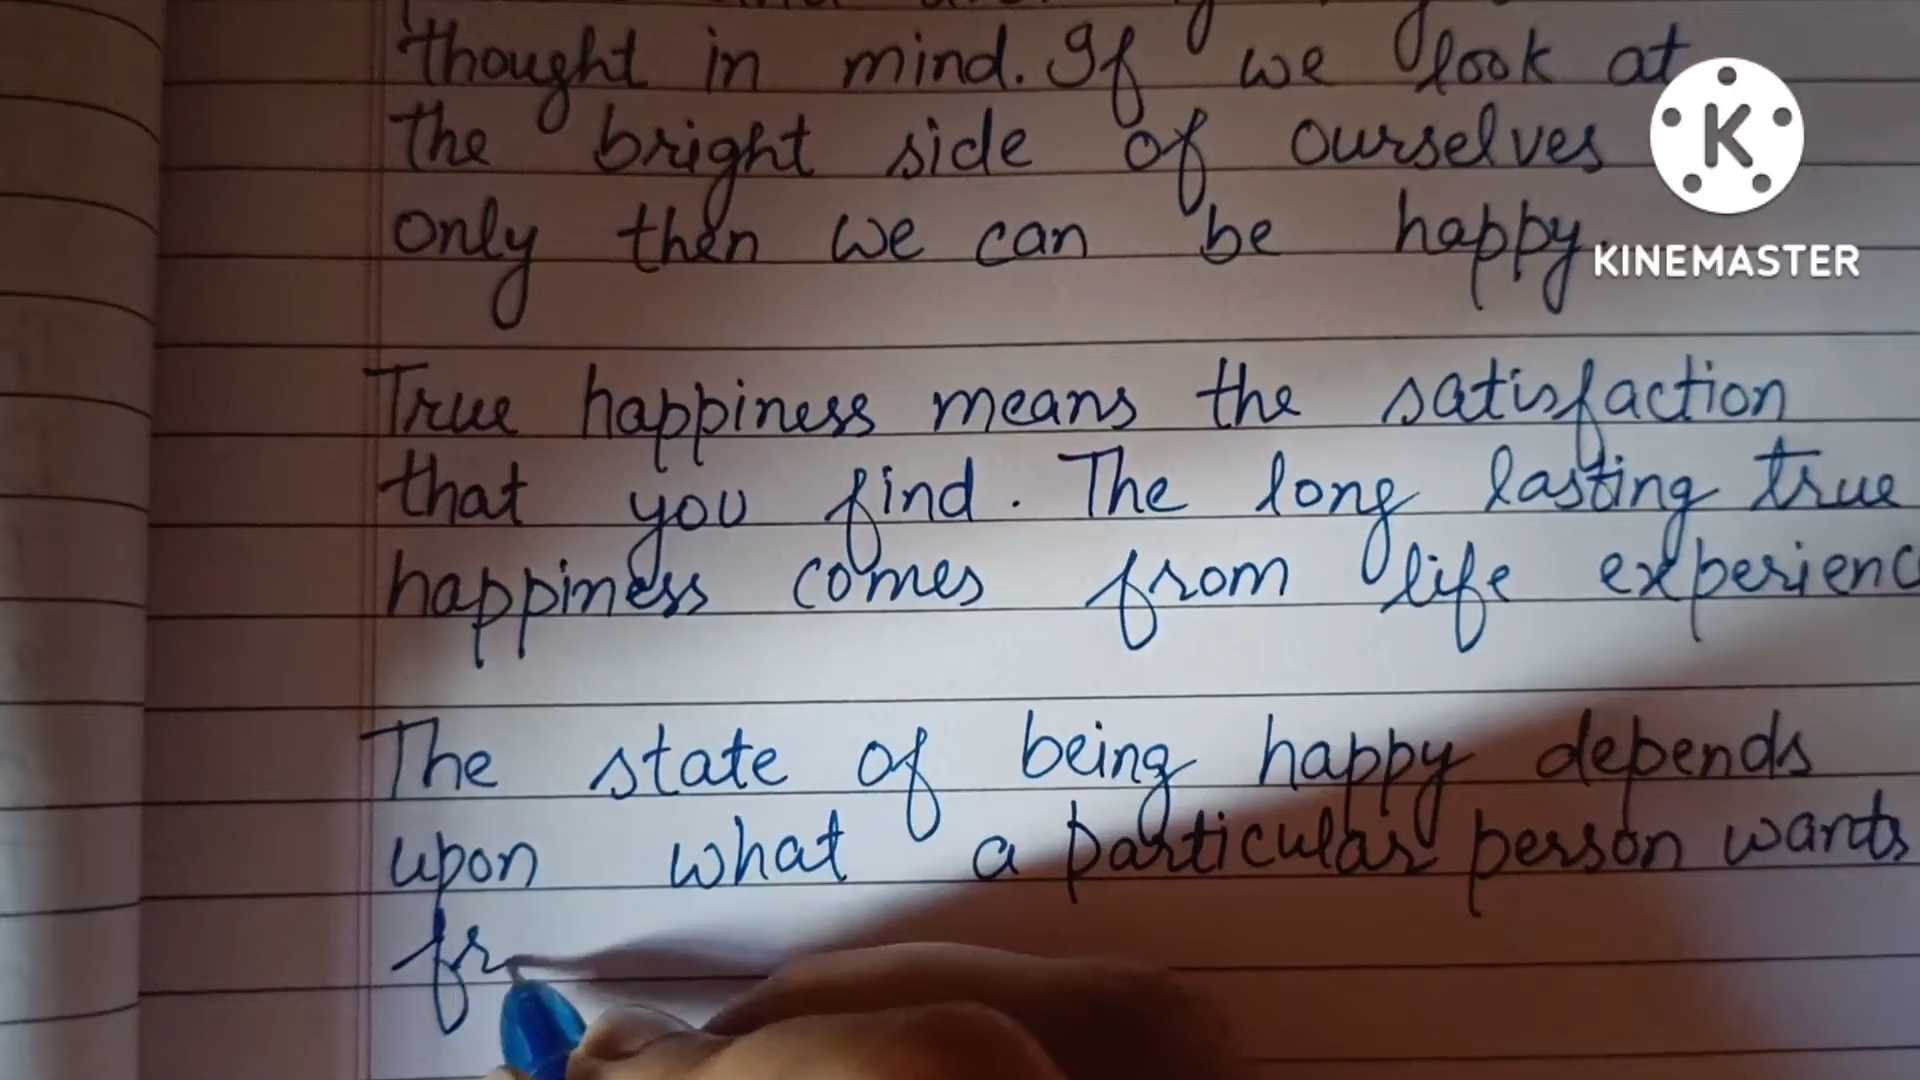 thought in mind. If we look at
the bright side of ourselves
only then we can be happy.
True happiness means the satisfaction
that you find. The long lasting true
happiness comes from life experienc
The state of being happy depends
upon what a particular person wants
fr
K
KINEMASTER